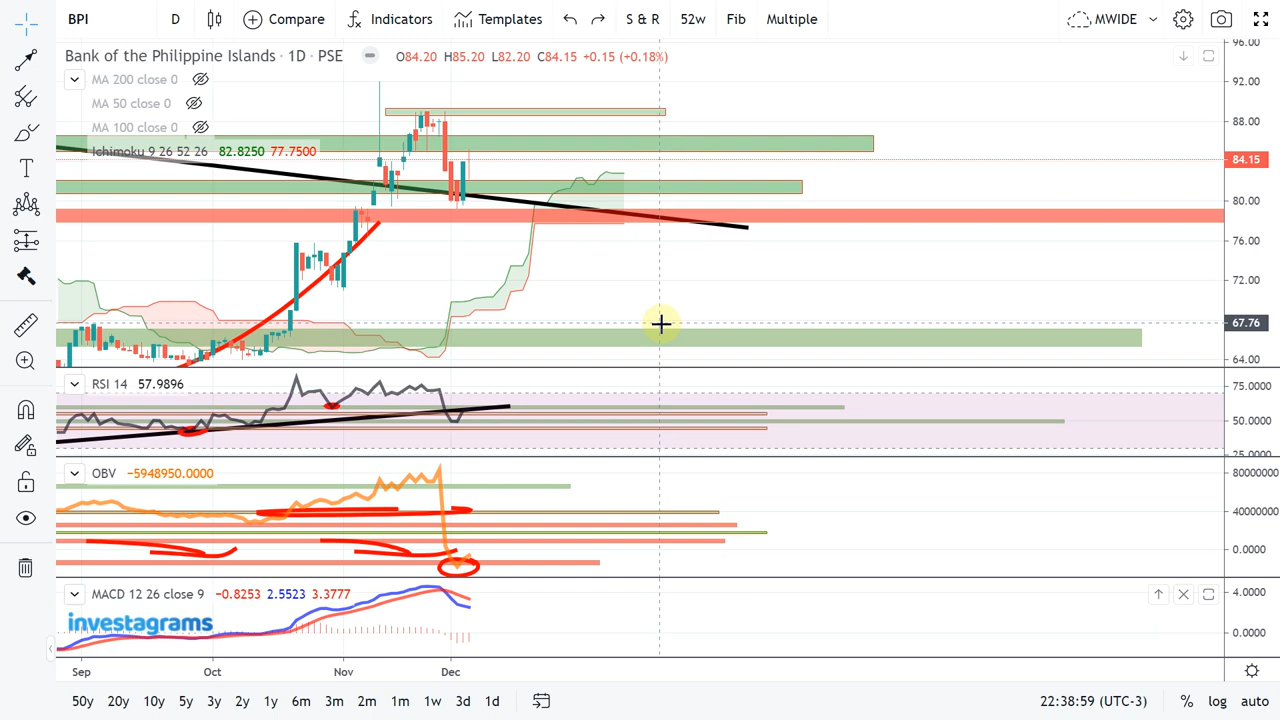 BPI D Compare Indicators Templates S & R 52w Fib Multiple MWIDE
Bank of the Philippine Islands · 1D · PSE O84.20 H85.20 L82.20 C84.15 +0.15 (+0.18%)
MA 200 close 0
MA 50 close 0
MA 100 close 0
Ichimoku 9 26 52 26 82.8250 77.7500
96.00
92.00
88.00
84.15
80.00
76.00
72.00
67.76
64.00
RSI 14 57.9896
75.0000
50.0000
25.0000
OBV −5948950.0000
80000000
40000000
0.0000
MACD 12 26 close 9 −0.8253 2.5523 3.3777
4.0000
0.0000
investagrams
Sep Oct Nov Dec
50y 20y 10y 5y 3y 2y 1y 6m 3m 2m 1m 1w 3d 1d 22:38:59 (UTC-3) % log auto